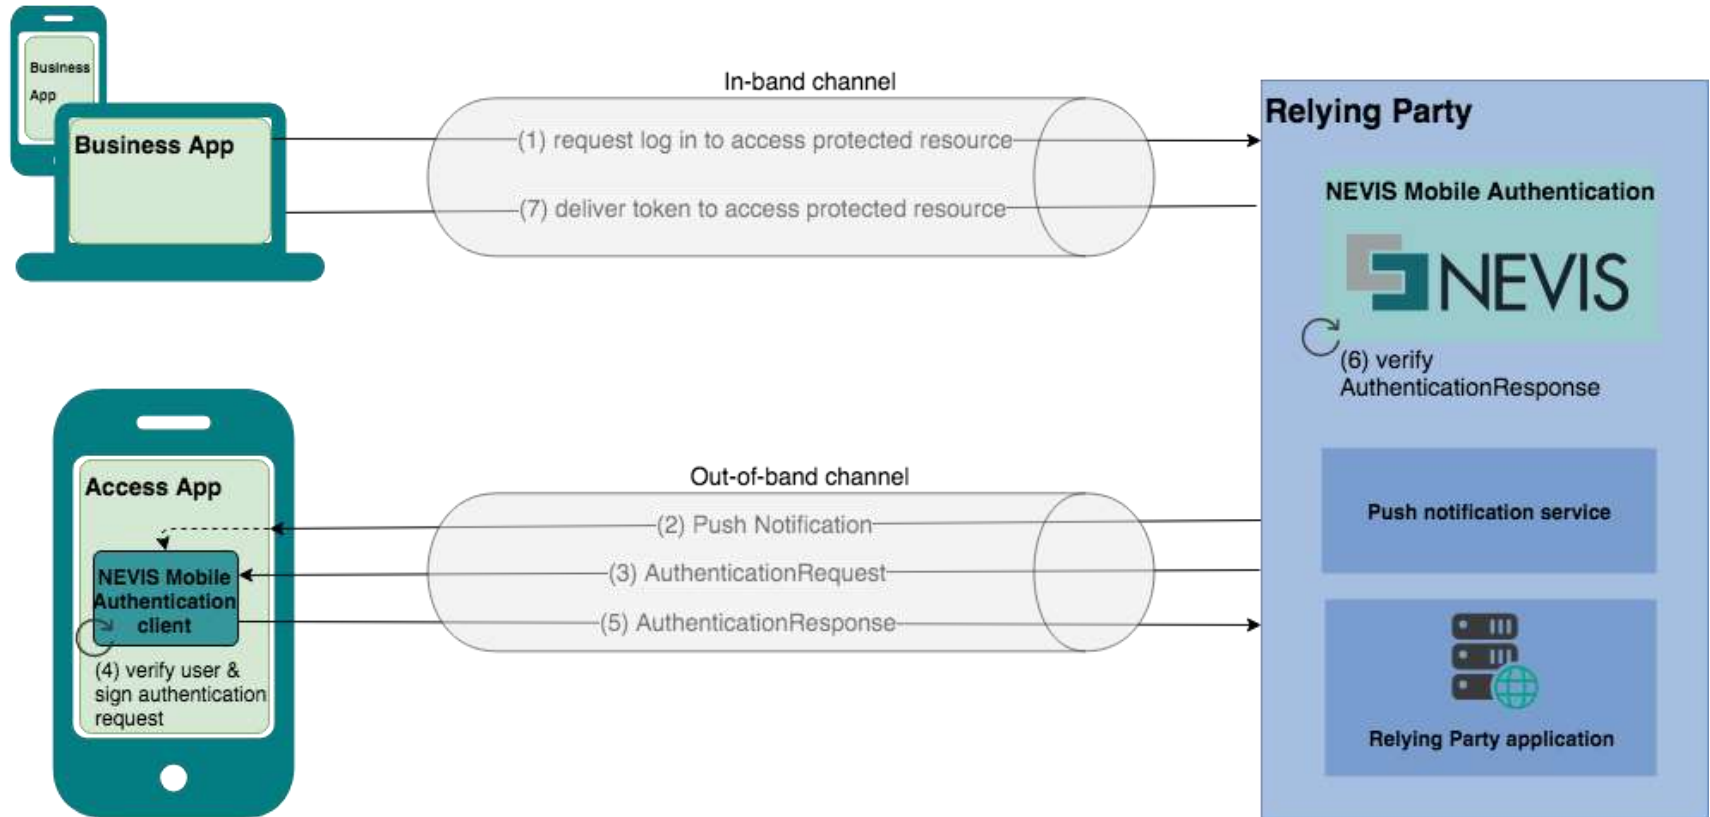 Business
App
Business App
In-band channel
(1) request log in to access protected resource
(7) deliver token to access protected resource
Relying Party
NEVIS Mobile Authentication
NEVIS
(6) verify
AuthenticationResponse
Access App
NEVIS Mobile
Authentication
client
(4) verify user &
sign authentication
request
Out-of-band channel
(2) Push Notification
(3) AuthenticationRequest
(5) AuthenticationResponse
Push notification service
Relying Party application